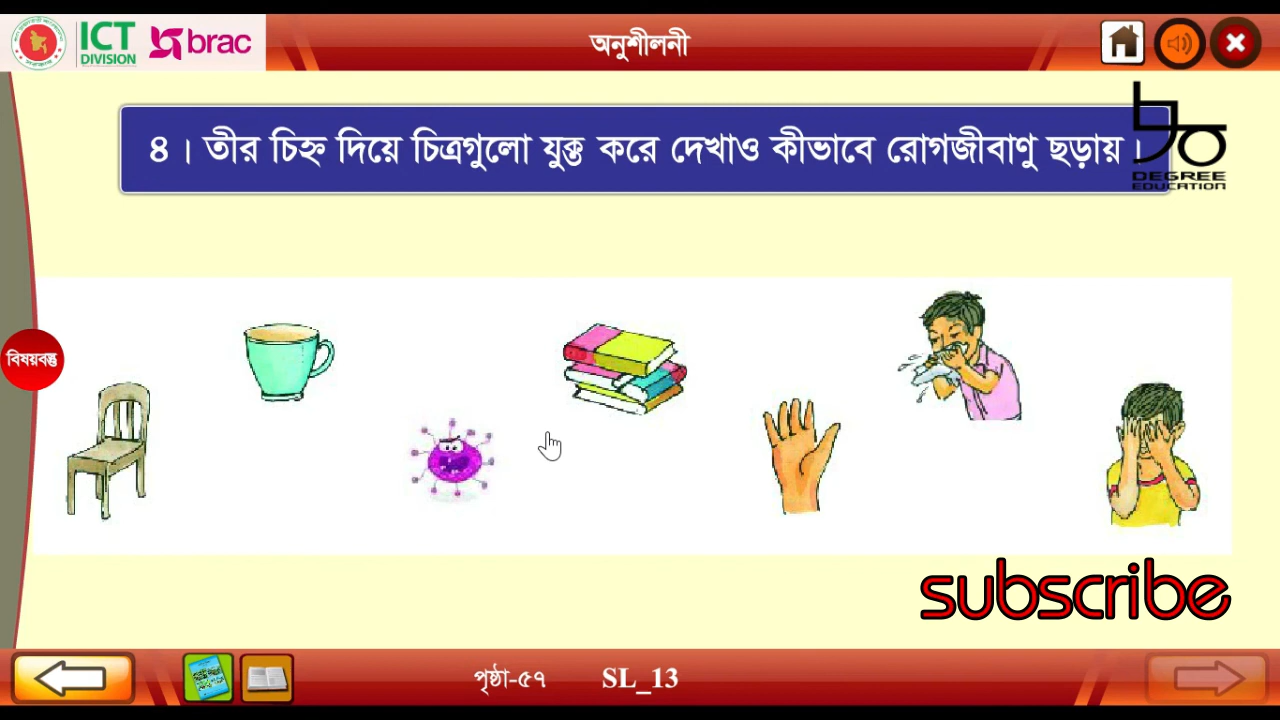 ICT
DIVISION
brac
অনুশীলনী
৪। তীর চিহ্ন দিয়ে চিত্রগুলো যুক্ত করে দেখাও কীভাবে রোগজীবাণু ছড়ায়।
DEGREE
EDUCATION
বিষয়বস্তু
subscribe
পৃষ্ঠা-৫৭ SL_13